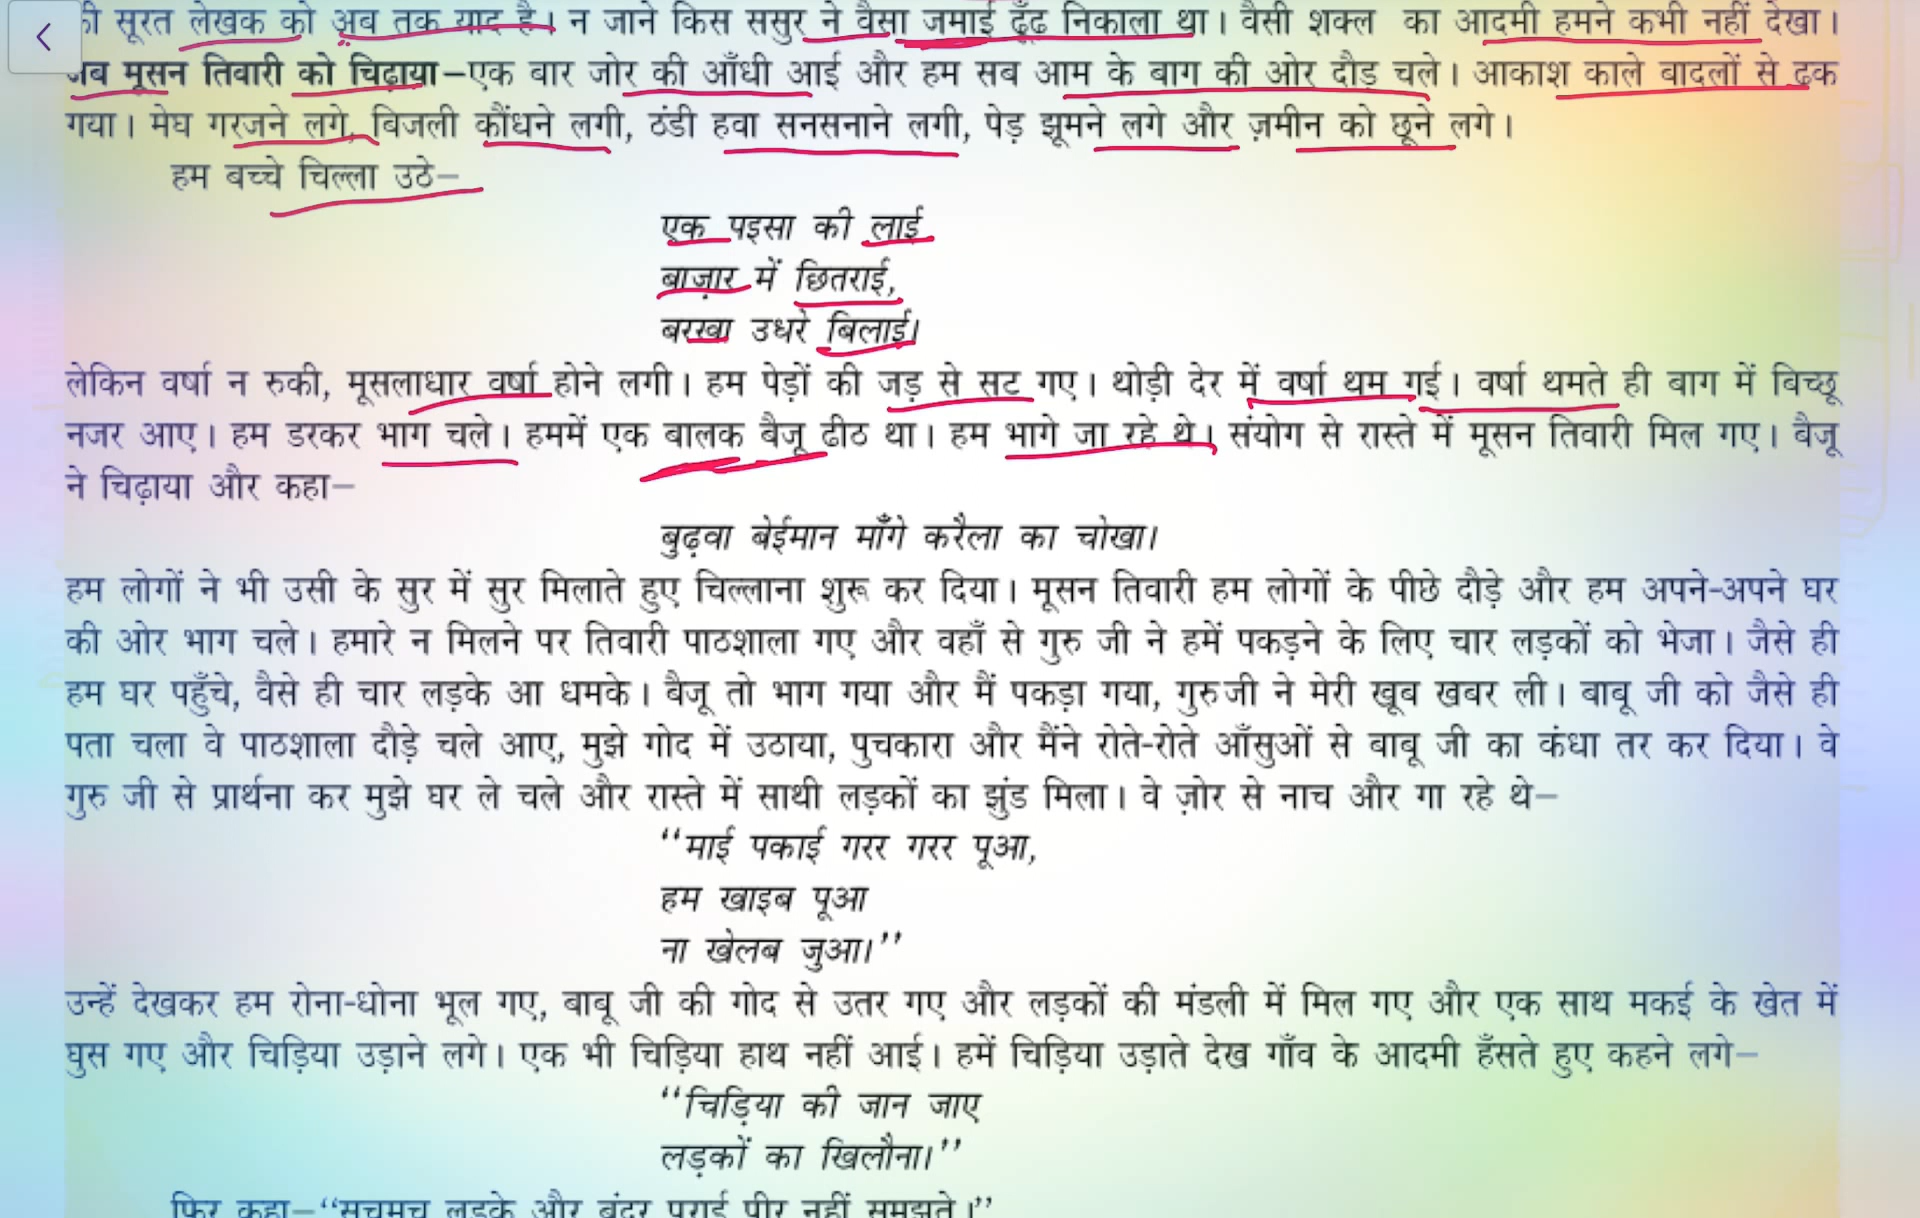 की सूरत लेखक को अब तक याद है। न जाने किस ससुर ने वैसा जमाई ढूँढ़ निकाला था। वैसी शक्ल का आदमी हमने कभी नहीं देखा।
जब मूसन तिवारी को चिढ़ाया–एक बार जोर की आँधी आई और हम सब आम के बाग की ओर दौड़ चले। आकाश काले बादलों से ढक
गया। मेघ गरजने लगे, बिजली कौंधने लगी, ठंडी हवा सनसनाने लगी, पेड़ झूमने लगे और ज़मीन को छूने लगे।
हम बच्चे चिल्ला उठे–
एक पइसा की लाई
बाज़ार में छितराई,
बरखा उधरे बिलाई।
लेकिन वर्षा न रुकी, मूसलाधार वर्षा होने लगी। हम पेड़ों की जड़ से सट गए। थोड़ी देर में वर्षा थम गई। वर्षा थमते ही बाग में बिच्छू
नजर आए। हम डरकर भाग चले। हममें एक बालक बैजू ढीठ था। हम भागे जा रहे थे। संयोग से रास्ते में मूसन तिवारी मिल गए। बैजू
ने चिढ़ाया और कहा–
बुढ़वा बेईमान माँगे करैला का चोखा।
हम लोगों ने भी उसी के सुर में सुर मिलाते हुए चिल्लाना शुरू कर दिया। मूसन तिवारी हम लोगों के पीछे दौड़े और हम अपने-अपने घर
की ओर भाग चले। हमारे न मिलने पर तिवारी पाठशाला गए और वहाँ से गुरु जी ने हमें पकड़ने के लिए चार लड़कों को भेजा। जैसे ही
हम घर पहुँचे, वैसे ही चार लड़के आ धमके। बैजू तो भाग गया और मैं पकड़ा गया, गुरुजी ने मेरी खूब खबर ली। बाबू जी को जैसे ही
पता चला वे पाठशाला दौड़े चले आए, मुझे गोद में उठाया, पुचकारा और मैंने रोते-रोते आँसुओं से बाबू जी का कंधा तर कर दिया। वे
गुरु जी से प्रार्थना कर मुझे घर ले चले और रास्ते में साथी लड़कों का झुंड मिला। वे ज़ोर से नाच और गा रहे थे–
‘‘माई पकाई गरर गरर पूआ,
हम खाइब पूआ
ना खेलब जुआ।’’
उन्हें देखकर हम रोना-धोना भूल गए, बाबू जी की गोद से उतर गए और लड़कों की मंडली में मिल गए और एक साथ मकई के खेत में
घुस गए और चिड़िया उड़ाने लगे। एक भी चिड़िया हाथ नहीं आई। हमें चिड़िया उड़ाते देख गाँव के आदमी हँसते हुए कहने लगे–
‘‘चिड़िया की जान जाए
लड़कों का खिलौना।’’
फिर कहा–‘‘सचमुच लड़के और बंदर पराई पीर नहीं समझते।’’